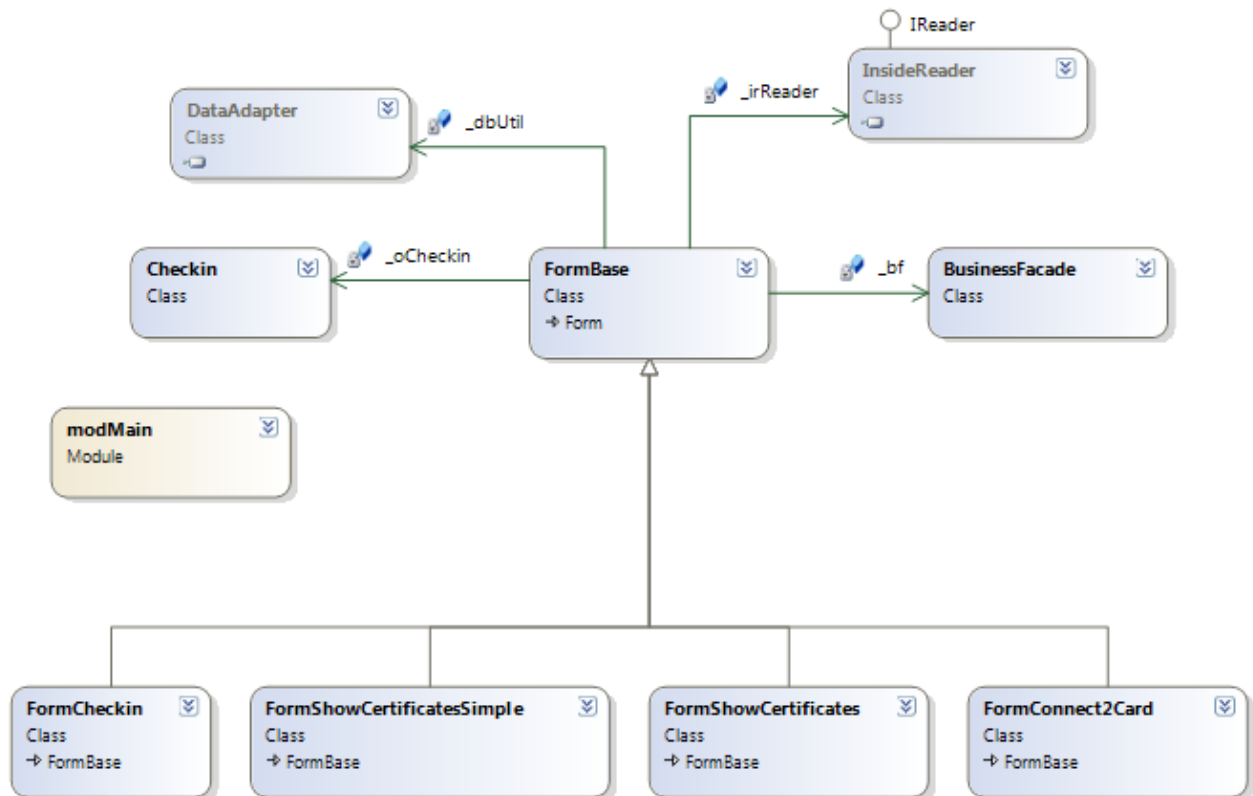 IReader
InsideReader
Class
_irReader
DataAdapter
Class
_dbUtil
Checkin
Class
_oCheckin
FormBase
Class
Form
_bf
BusinessFacade
Class
modMain
Module
FormCheckin
Class
FormBase
FormShowCertificatesSimple
Class
FormBase
FormShowCertificates
Class
FormBase
FormConnect2Card
Class
FormBase